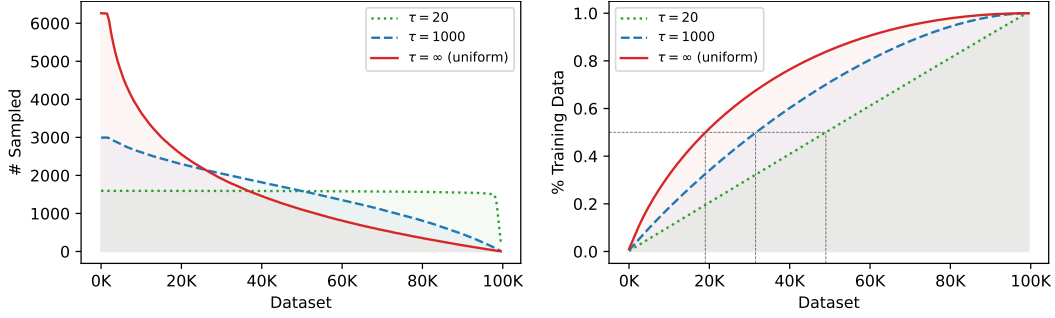 6000
5000
4000
3000
2000
1000
0
# Sampled
τ = 20
τ = 1000
τ = ∞ (uniform)
0K 20K 40K 60K 80K 100K
Dataset
1.0
0.8
0.6
0.4
0.2
0.0
% Training Data
τ = 20
τ = 1000
τ = ∞ (uniform)
0K 20K 40K 60K 80K 100K
Dataset